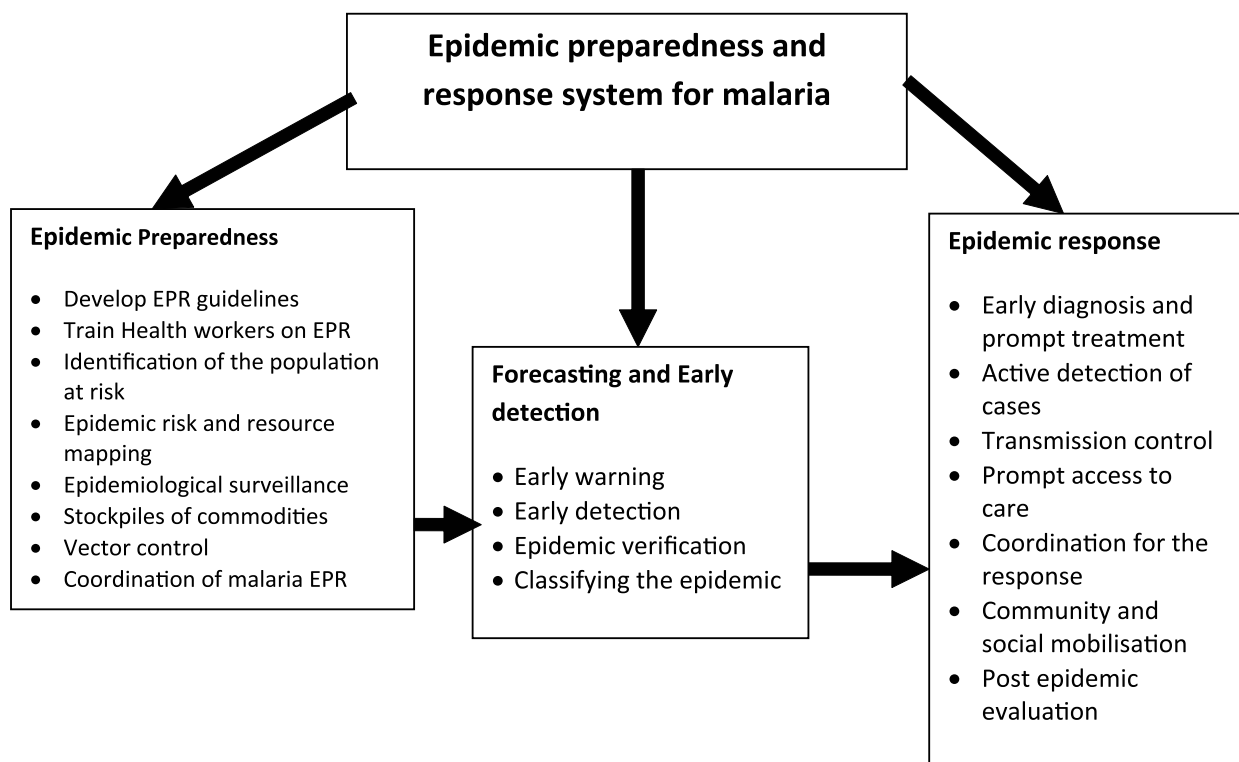 Epidemic preparedness and
response system for malaria
Epidemic Preparedness
• Develop EPR guidelines
• Train Health workers on EPR
• Identification of the population
at risk
• Epidemic risk and resource
mapping
• Epidemiological surveillance
• Stockpiles of commodities
• Vector control
• Coordination of malaria EPR
Forecasting and Early
detection
• Early warning
• Early detection
• Epidemic verification
• Classifying the epidemic
Epidemic response
• Early diagnosis and
prompt treatment
• Active detection of
cases
• Transmission control
• Prompt access to
care
• Coordination for the
response
• Community and
social mobilisation
• Post epidemic
evaluation